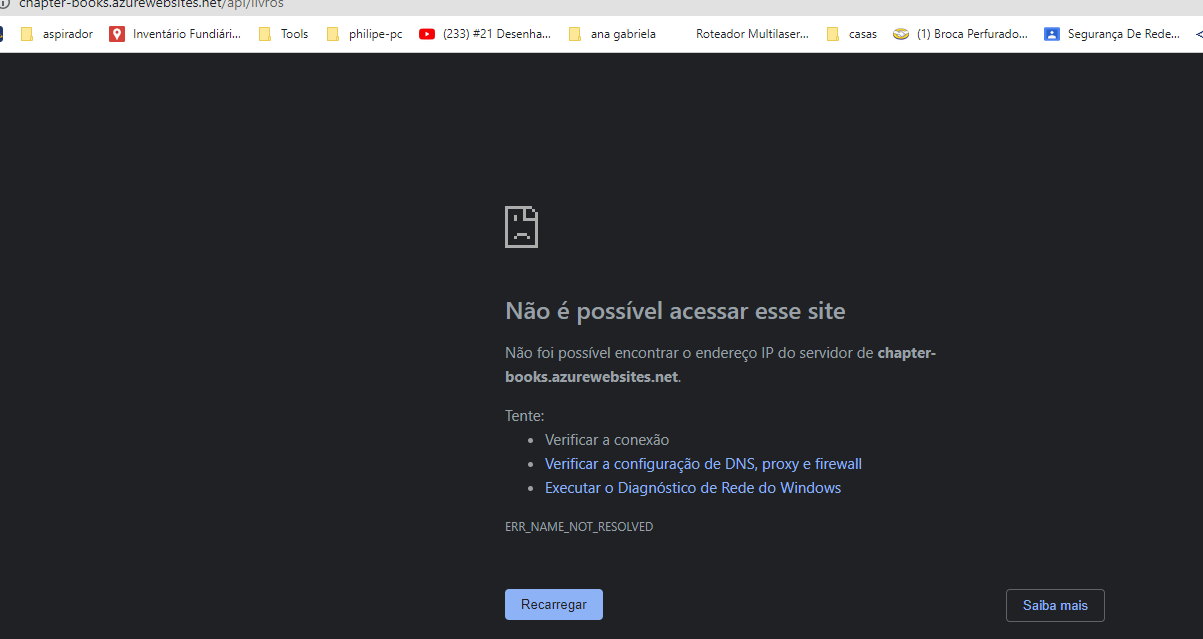 chapter-books.azurewebsites.net/api/livros
aspirador Inventário Fundiári... Tools philipe-pc (233) #21 Desenha... ana gabriela Roteador Multilaser... casas (1) Broca Perfurado... Segurança De Rede...
Não é possível acessar esse site
Não foi possível encontrar o endereço IP do servidor de chapter-
books.azurewebsites.net.
Tente:
• Verificar a conexão
• Verificar a configuração de DNS, proxy e firewall
• Executar o Diagnóstico de Rede do Windows
ERR_NAME_NOT_RESOLVED
Recarregar Saiba mais